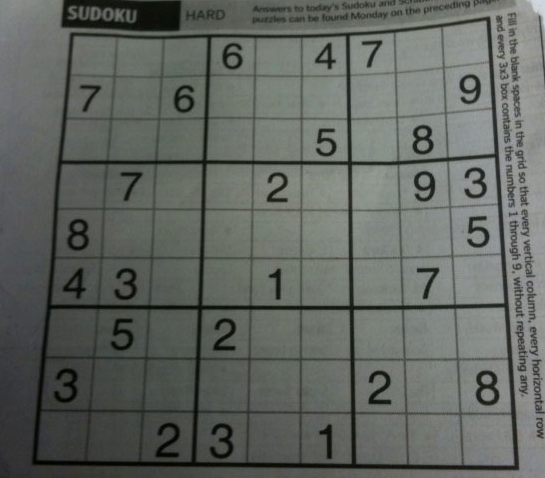 SUDOKU HARD Answers to today's Sudoku and
puzzles can be found Monday on the preceding
6 4 7
7 6 9
5 8
7 2 9 3
8 5
4 3 1 7
5 2
3 2 8
2 3 1
Fill in the blank spaces in the grid so that every vertical column, every horizontal row
and every 3x3 box contains the numbers 1 through 9, without repeating any.